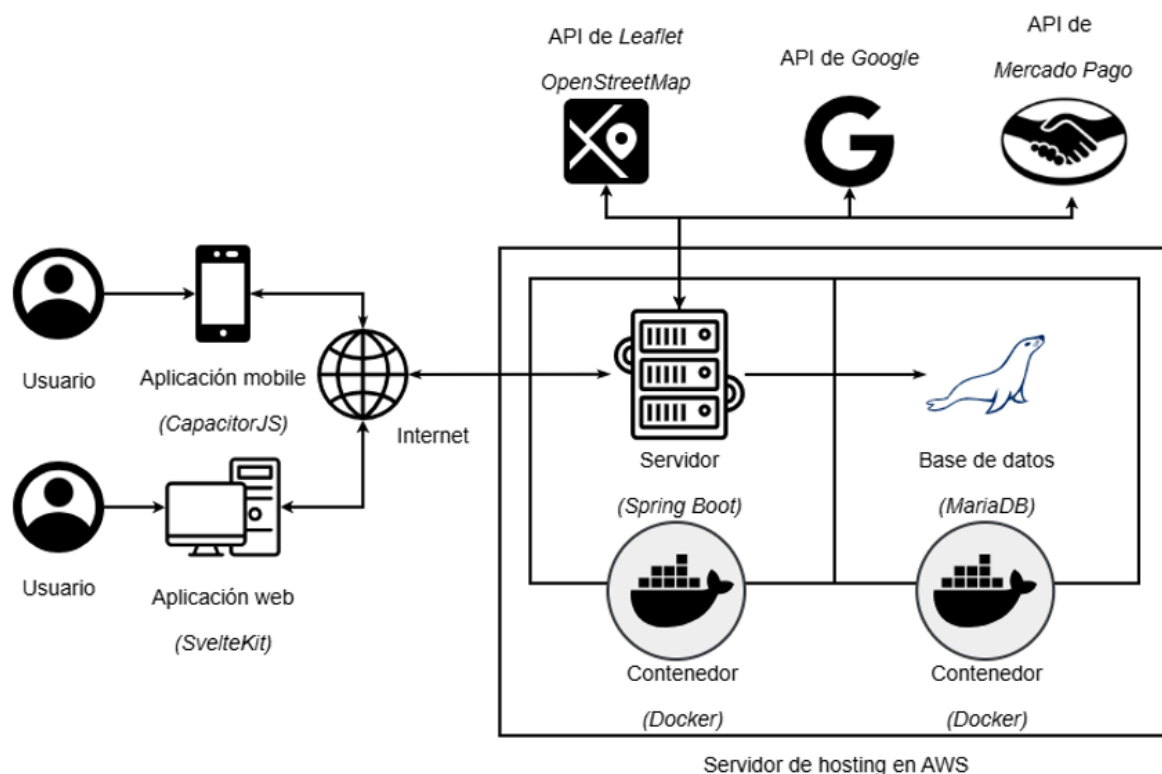 API de Leaflet
OpenStreetMap
API de Google
API de
Mercado Pago
Usuario
Aplicación mobile
(CapacitorJS)
Internet
Usuario
Aplicación web
(SvelteKit)
Servidor
(Spring Boot)
Base de datos
(MariaDB)
Contenedor
(Docker)
Contenedor
(Docker)
Servidor de hosting en AWS